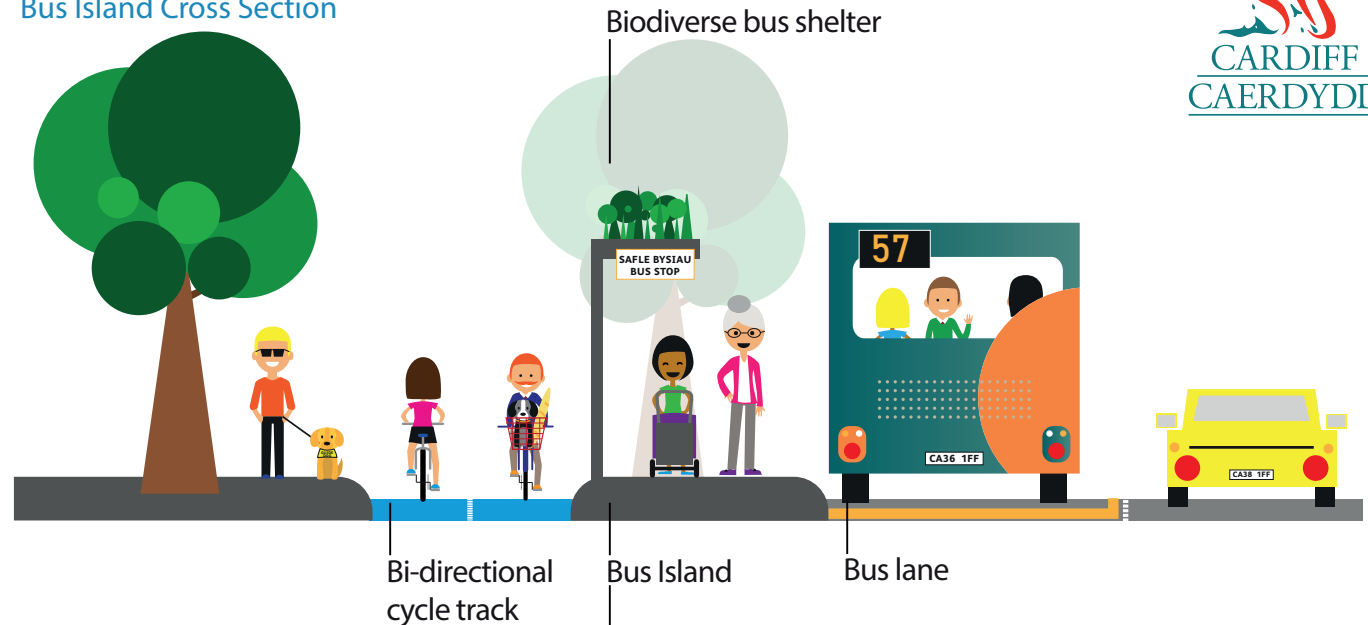 Bus Island Cross Section
Biodiverse bus shelter
CARDIFF
CAERDYDD
57
SAFLE BYSIAU
BUS STOP
CA36 1FF
CA38 1FF
Bi-directional
cycle track
Bus Island
Bus lane